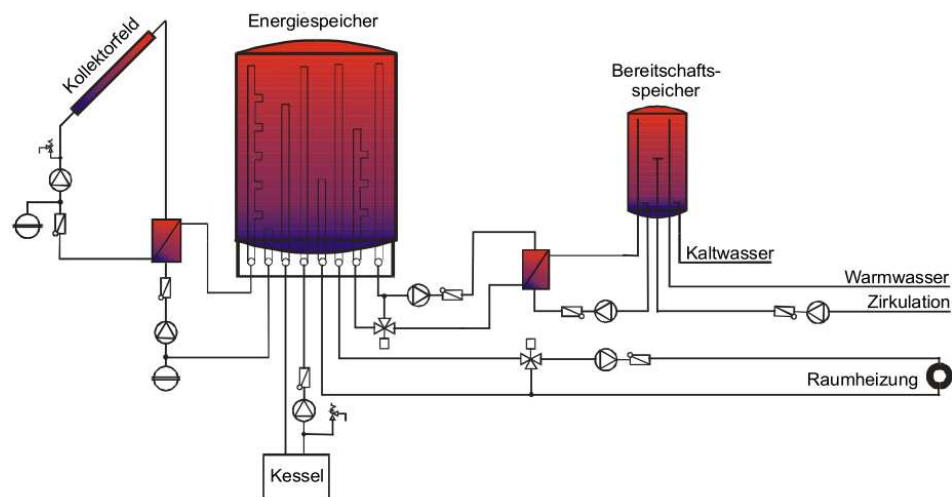 Energiespeicher
Kollektorfeld
Bereitschafts-
speicher
Kaltwasser
Warmwasser
Zirkulation
Raumheizung
Kessel